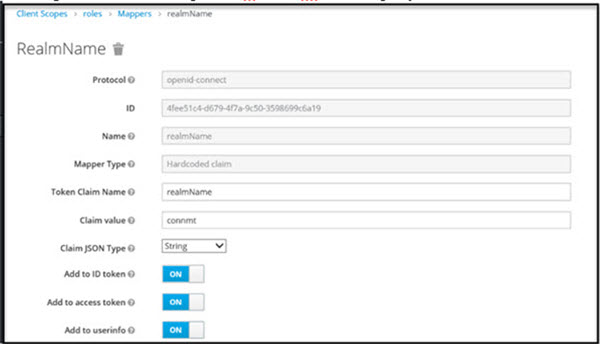 Client Scopes > roles > Mappers > realmName
RealmName
Protocol openid-connect
ID 4fee51c4-d679-4f7a-9c50-3598699c6a19
Name realmName
Mapper Type Hardcoded claim
Token Claim Name realmName
Claim value connmt
Claim JSON Type String
Add to ID token ON
Add to access token ON
Add to userinfo ON